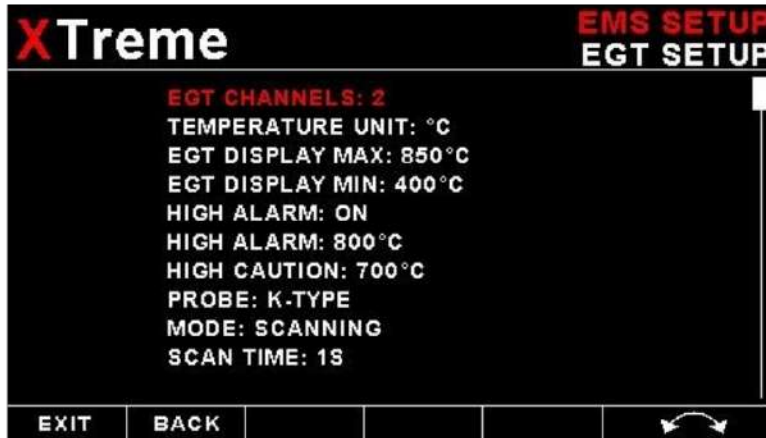 XTreme
EMS SETUP
EGT SETUP
EGT CHANNELS: 2
TEMPERATURE UNIT: °C
EGT DISPLAY MAX: 850°C
EGT DISPLAY MIN: 400°C
HIGH ALARM: ON
HIGH ALARM: 800°C
HIGH CAUTION: 700°C
PROBE: K-TYPE
MODE: SCANNING
SCAN TIME: 1S
EXIT BACK